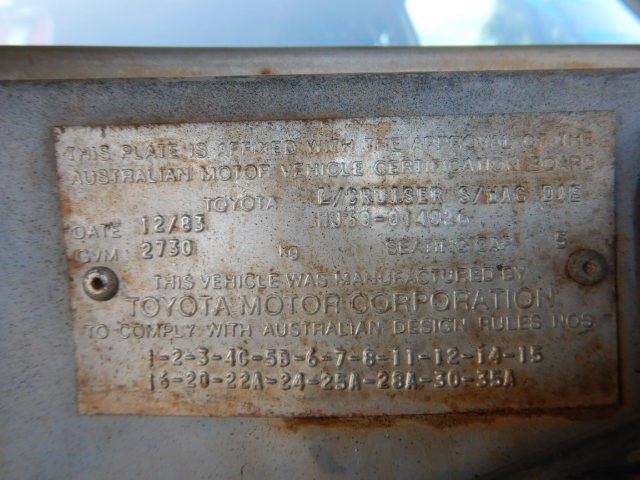 THIS PLATE IS AFFIXED WITH THE APPROVAL OF THE
AUSTRALIAN MOTOR VEHICLE CERTIFICATION BOARD
TOYOTA L/CRUISER S/WAG
DATE 12/83
GVM 2730 KG SEATING CAP. 5
THIS VEHICLE WAS MANUFACTURED BY
TOYOTA MOTOR CORPORATION
TO COMPLY WITH AUSTRALIAN DESIGN RULES NOS
1-2-3-4C-5B-6-7-8-11-12-14-15
16-20-22A-24-25A-28A-30-35A